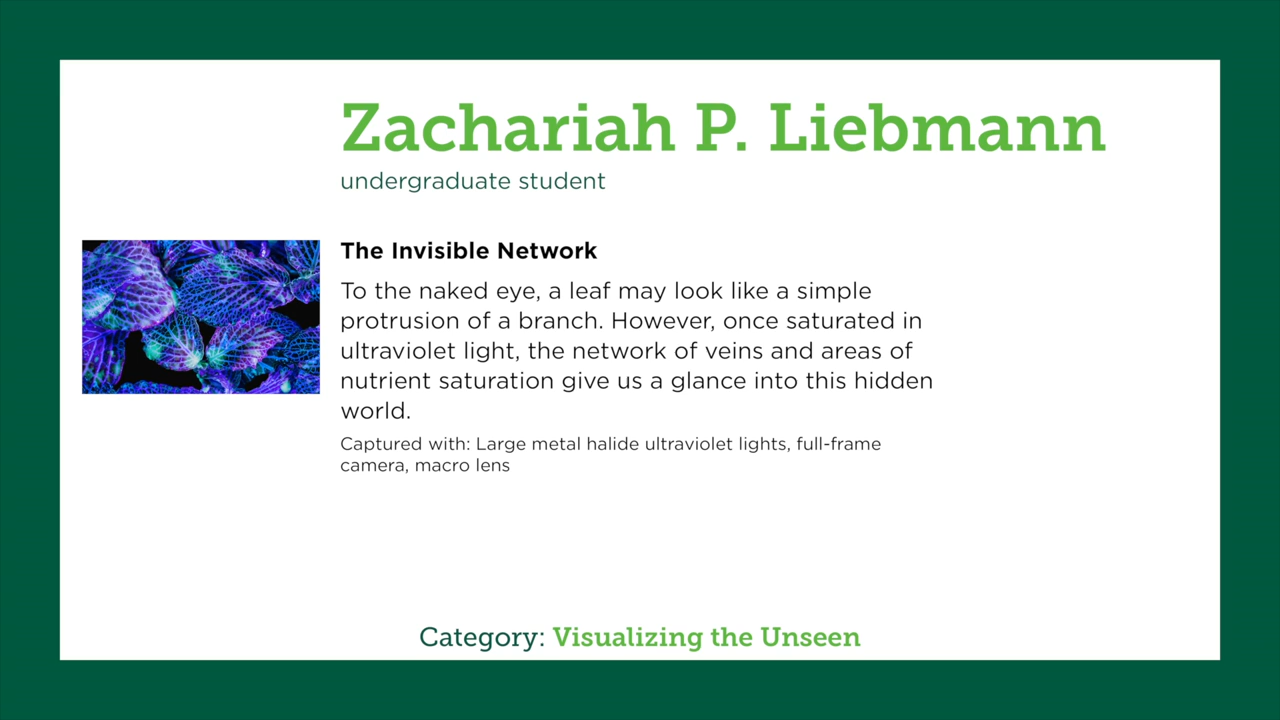 Zachariah P. Liebmann
undergraduate student
The Invisible Network
To the naked eye, a leaf may look like a simple
protrusion of a branch. However, once saturated in
ultraviolet light, the network of veins and areas of
nutrient saturation give us a glance into this hidden
world.
Captured with: Large metal halide ultraviolet lights, full-frame
camera, macro lens
Category: Visualizing the Unseen